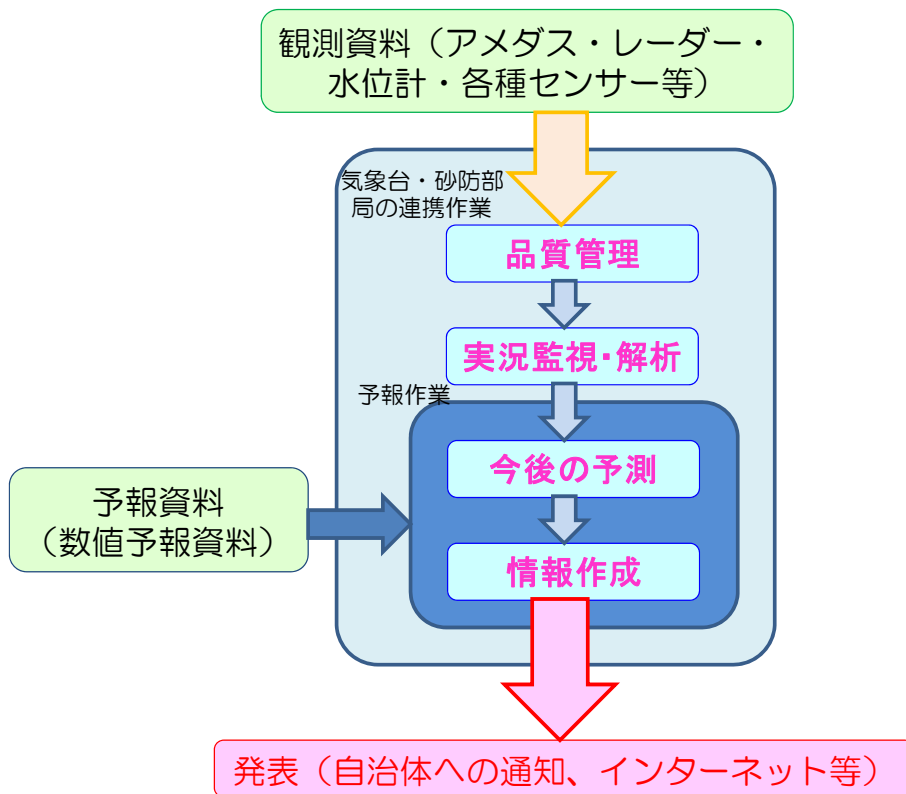 観測資料（アメダス・レーダー・
水位計・各種センサー等）
気象台・砂防部
局の連携作業
品質管理
実況監視・解析
予報作業
今後の予測
予報資料
（数値予報資料）
情報作成
発表（自治体への通知、インターネット等）